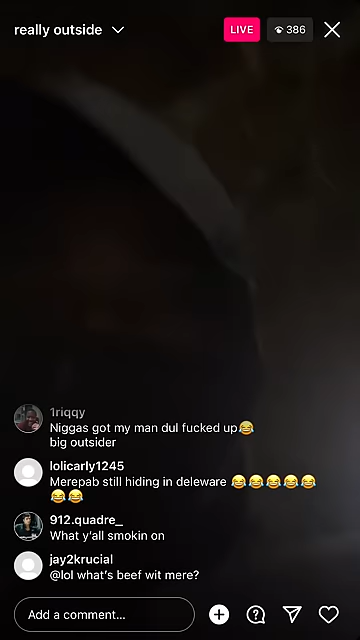 really outside
LIVE
386
1riqqy
Niggas got my man dul fucked up😂
big outsider
lolicarly1245
Merepab still hiding in deleware 😂😂😂😂😂
😂😂
912.quadre_
What y'all smokin on
jay2krucial
@lol what's beef wit mere?
Add a comment...